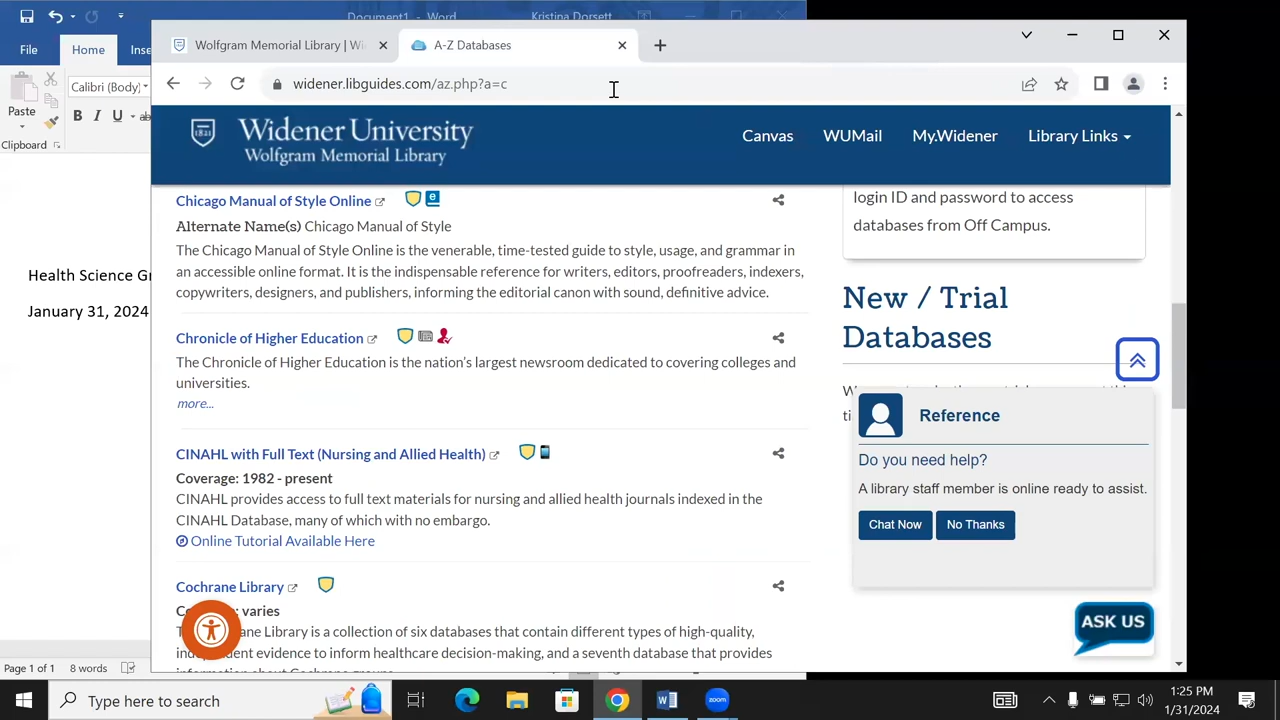 Document1 - Word
Kristina Dorsett
File
Home
Inse
Paste
Calibri (Body)
B I U ab
Clipboard
Health Science Gr
January 31, 2024
Page 1 of 1
8 words
Wolfgram Memorial Library | Wi
A-Z Databases
widener.libguides.com/az.php?a=c
1821
Widener University
Wolfgram Memorial Library
Canvas
WUMail
My.Widener
Library Links
Chicago Manual of Style Online
Alternate Name(s) Chicago Manual of Style
The Chicago Manual of Style Online is the venerable, time-tested guide to style, usage, and grammar in
an accessible online format. It is the indispensable reference for writers, editors, proofreaders, indexers,
copywriters, designers, and publishers, informing the editorial canon with sound, definitive advice.
Chronicle of Higher Education
The Chronicle of Higher Education is the nation's largest newsroom dedicated to covering colleges and
universities.
more...
CINAHL with Full Text (Nursing and Allied Health)
Coverage: 1982 - present
CINAHL provides access to full text materials for nursing and allied health journals indexed in the
CINAHL Database, many of which with no embargo.
Online Tutorial Available Here
Cochrane Library
varies
Library is a collection of six databases that contain different types of high-quality,
evidence to inform healthcare decision-making, and a seventh database that provides
login ID and password to access
databases from Off Campus.
New / Trial
Databases
Reference
Do you need help?
A library staff member is online ready to assist.
Chat Now
No Thanks
ASK US
Type here to search
zoom
1:25 PM
1/31/2024